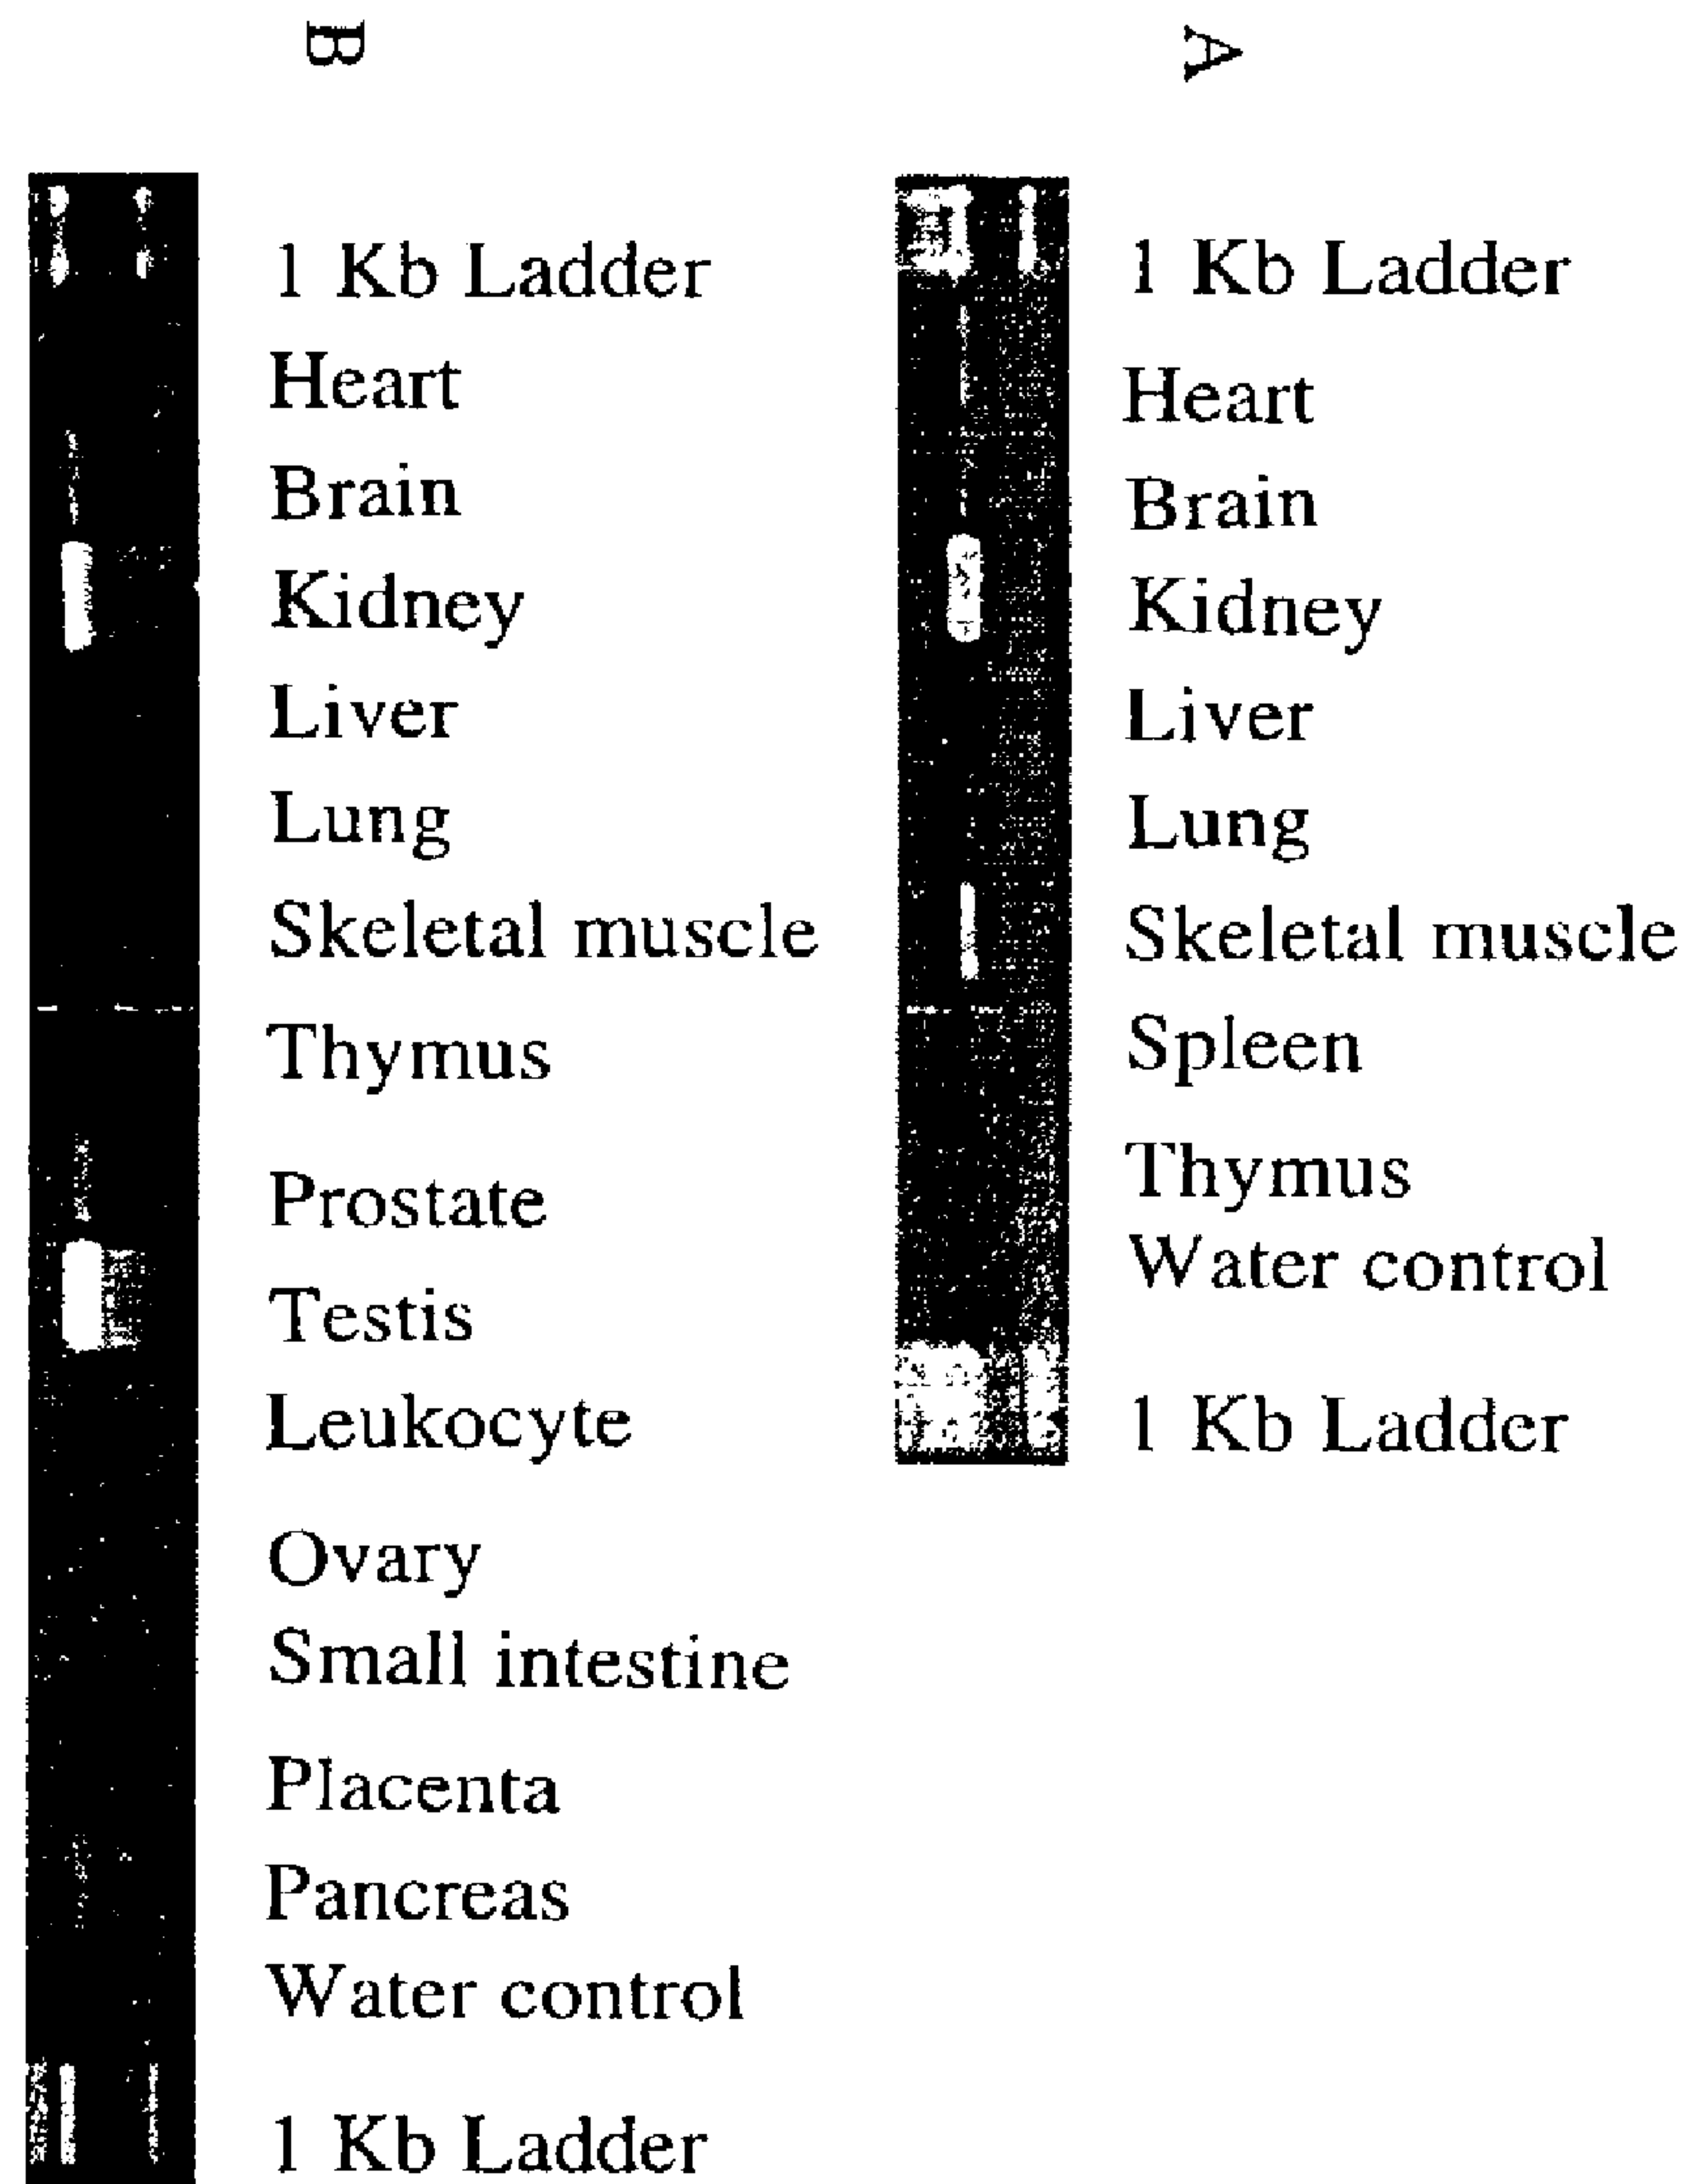 B
1 Kb Ladder
Heart
Brain
Kidney
Liver
Lung
Skeletal muscle
Thymus
Prostate
Testis
Leukocyte
Ovary
Small intestine
Placenta
Pancreas
Water control
1 Kb Ladder
A
1 Kb Ladder
Heart
Brain
Kidney
Liver
Lung
Skeletal muscle
Spleen
Thymus
Water control
1 Kb Ladder